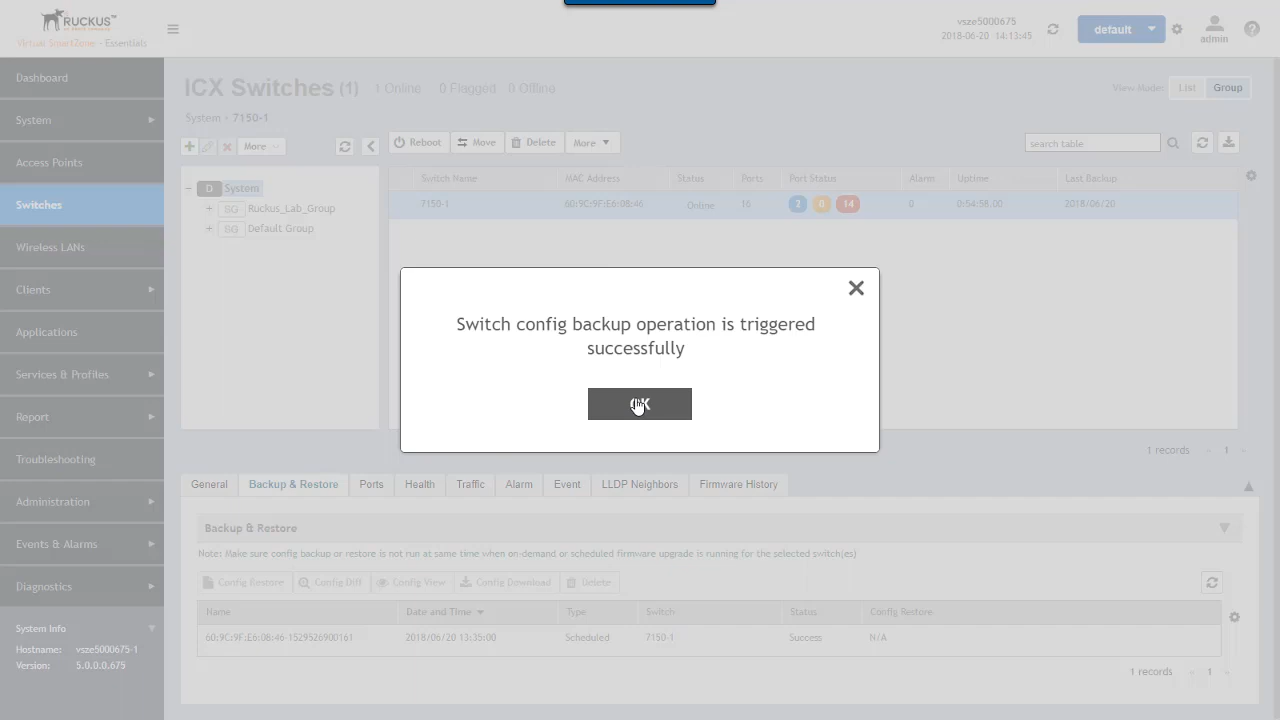 RUCKUS™
Virtual SmartZone - Essentials
vsze5000675
2018-06-20 14:13:45
default
admin
Dashboard
System
Access Points
Switches
Wireless LANs
Clients
Applications
Services & Profiles
Report
Troubleshooting
Administration
Events & Alarms
Diagnostics
System Info
Hostname: vsze5000675-1
Version: 5.0.0.0.675
ICX Switches (1) 1 Online 0 Flagged 0 Offline
View Mode: List Group
System - 7150-1
More
D System
SG Ruckus_Lab_Group
SG Default Group
Reboot Move Delete More
search table
Switch Name MAC Address Status Ports Port Status Alarm Uptime Last Backup
7150-1 60:9C:9F:E6:08:46 Online 16 2 0 14 0 0:54:58.00 2018/06/20
Switch config backup operation is triggered
successfully
OK
1 records 1
General Backup & Restore Ports Health Traffic Alarm Event LLDP Neighbors Firmware History
Backup & Restore
Note: Make sure config backup or restore is not run at same time when on-demand or scheduled firmware upgrade is running for the selected switch(es)
Config Restore Config Diff Config View Config Download Delete
Name Date and Time Type Switch Status Config Restore
60:9C:9F:E6:08:46-1529526900161 2018/06/20 13:35:00 Scheduled 7150-1 Success N/A
1 records 1